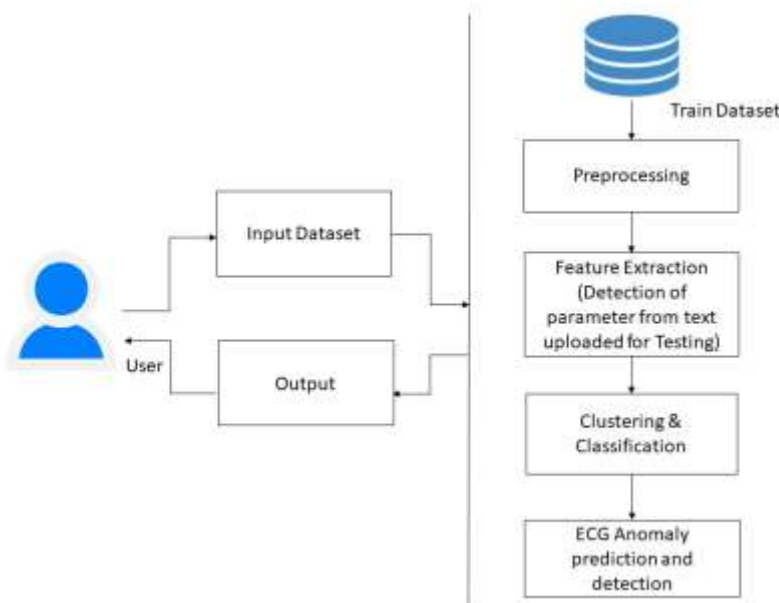 Train Dataset
Preprocessing
Input Dataset
Feature Extraction
(Detection of
parameter from text
uploaded for Testing)
User
Output
Clustering &
Classification
ECG Anomaly
prediction and
detection